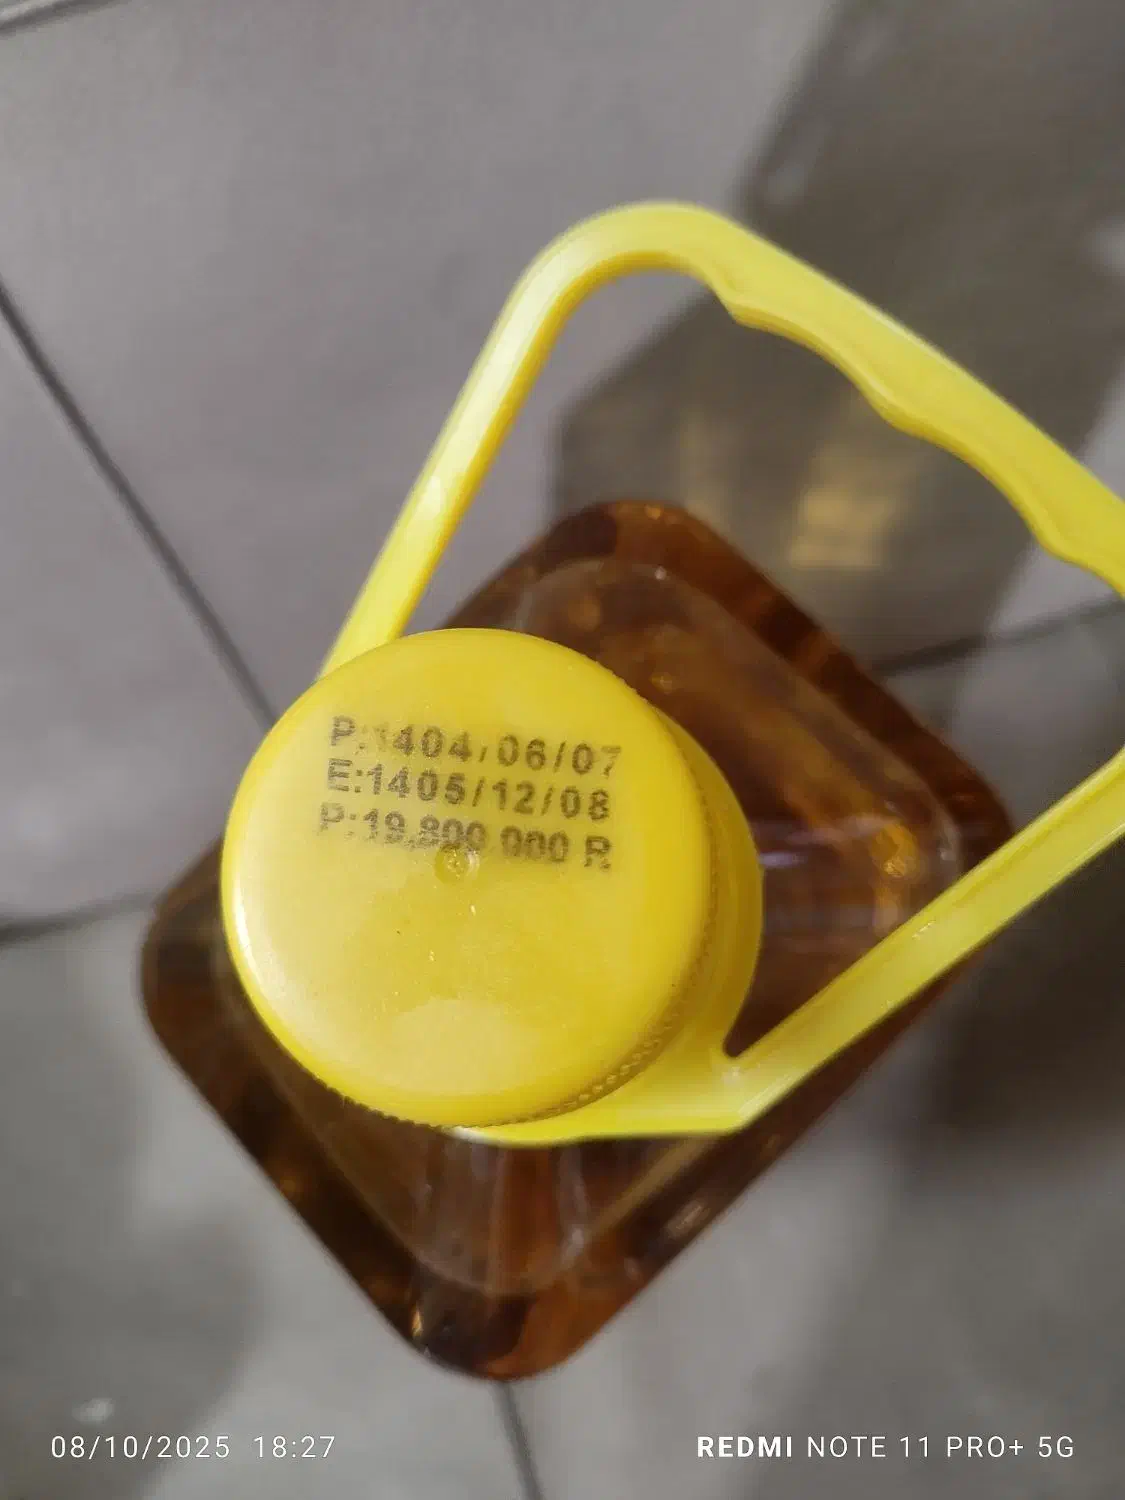 P:1404/06/07
E:1405/12/08
P:19,800,000 R
08/10/2025 18:27
REDMI NOTE 11 PRO+ 5G